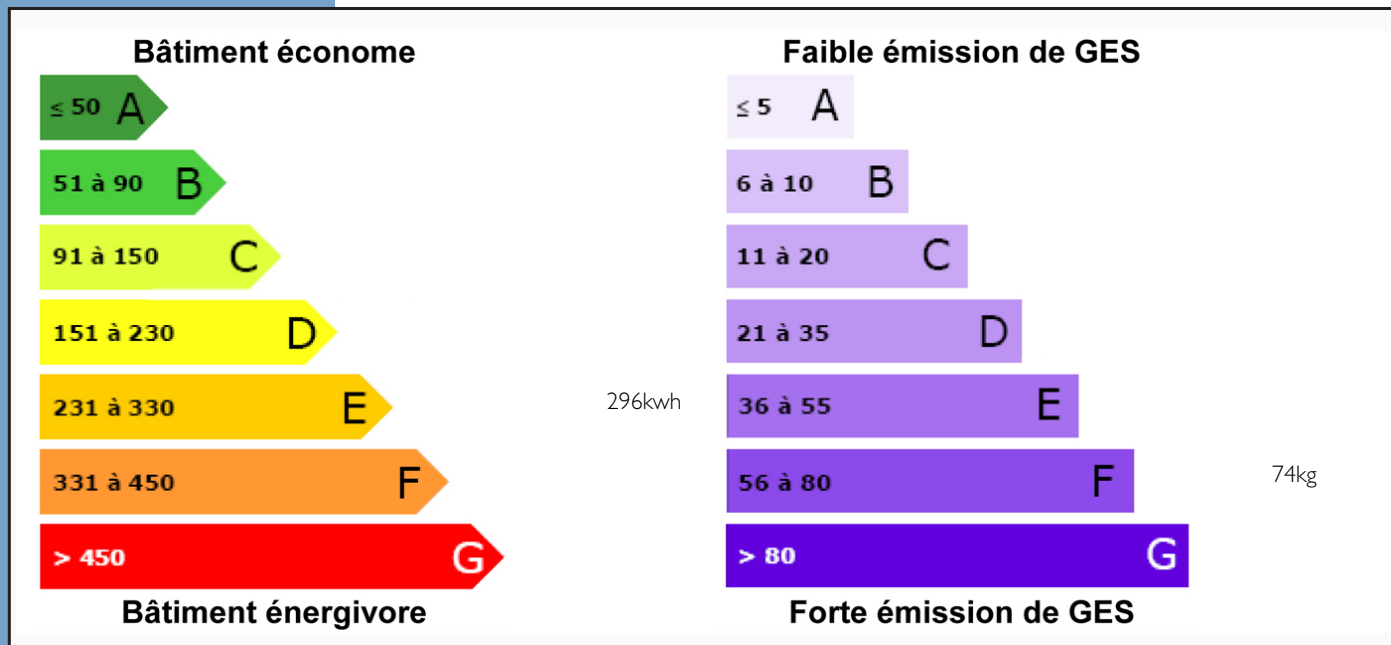 Bâtiment économe
≤ 50 A
51 à 90 B
91 à 150 C
151 à 230 D
231 à 330 E
296kwh
331 à 450 F
> 450 G
Bâtiment énergivore
Faible émission de GES
≤ 5 A
6 à 10 B
11 à 20 C
21 à 35 D
36 à 55 E
56 à 80 F
74kg
> 80 G
Forte émission de GES